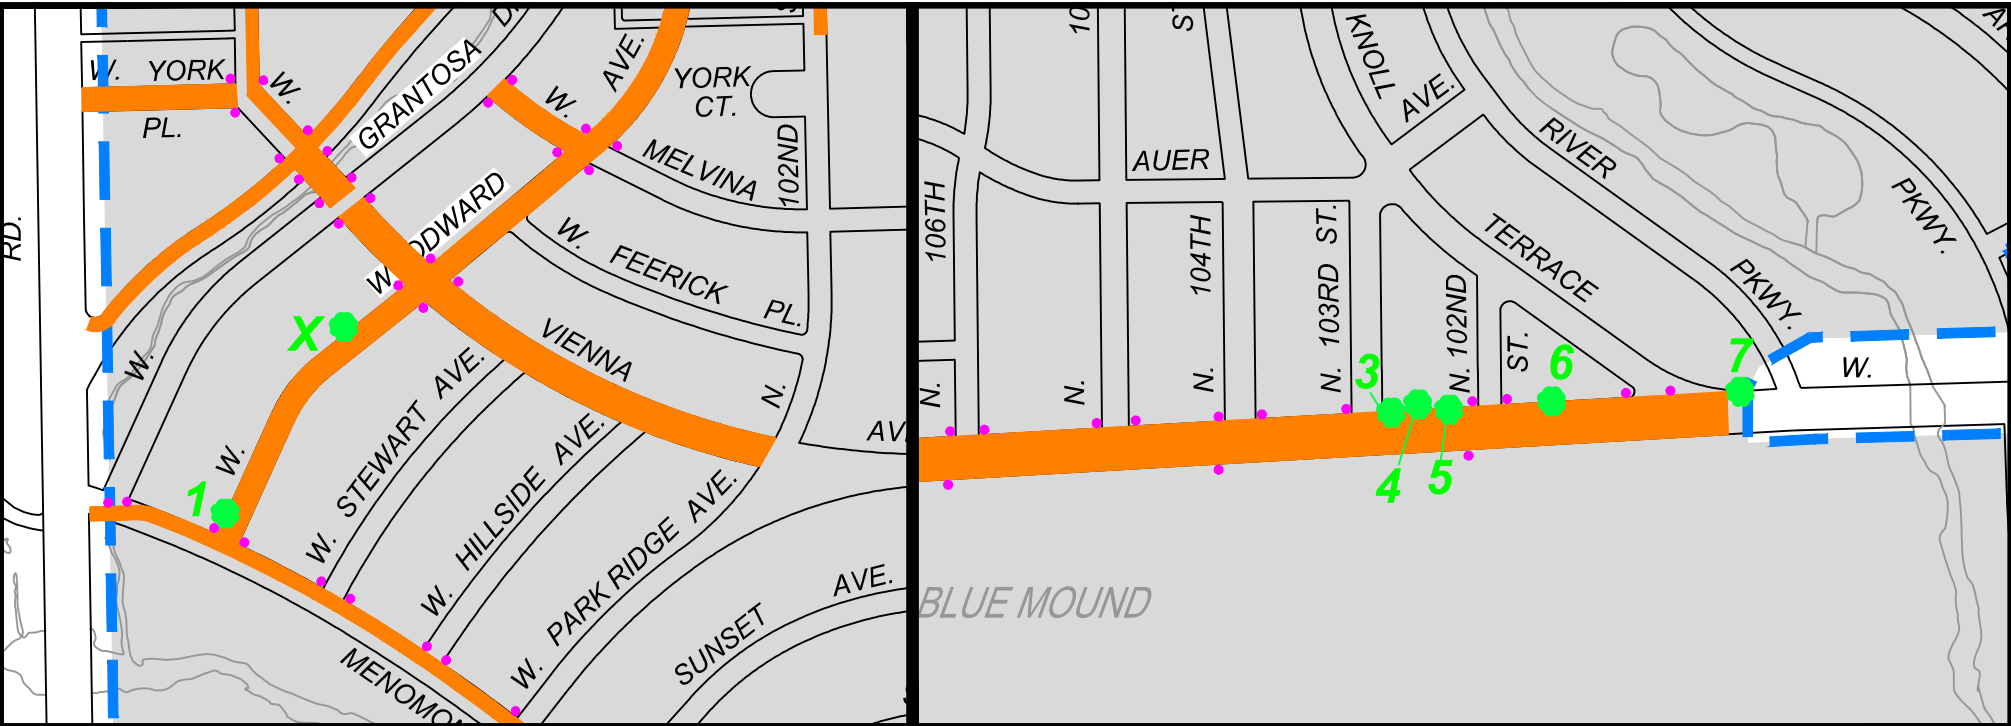 W. YORK
PL.
W.
GRANTOSA
W.
AVE.
YORK
CT.
102ND
MELVINA
W.
FEERICK
PL.
W.
VIENNA
N.
RD.
W.
X
1
W.
W. STEWART AVE.
W. HILLSIDE AVE.
W. PARK RIDGE AVE.
SUNSET
AVE.
KNOLL
AVE.
AUER
RIVER
PKWY.
PKWY.
TERRACE
N. 106TH
N.
N. 104TH
N. 103RD ST.
N. 102ND
ST.
W.
3
4
5
6
7
BLUE MOUND